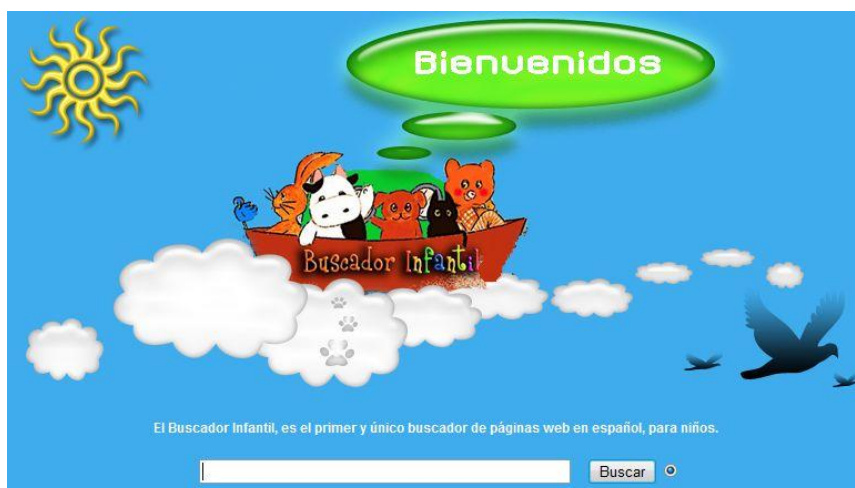 Bienvenidos
Buscador Infantil
El Buscador Infantil, es el primer y único buscador de páginas web en español, para niños.
Buscar